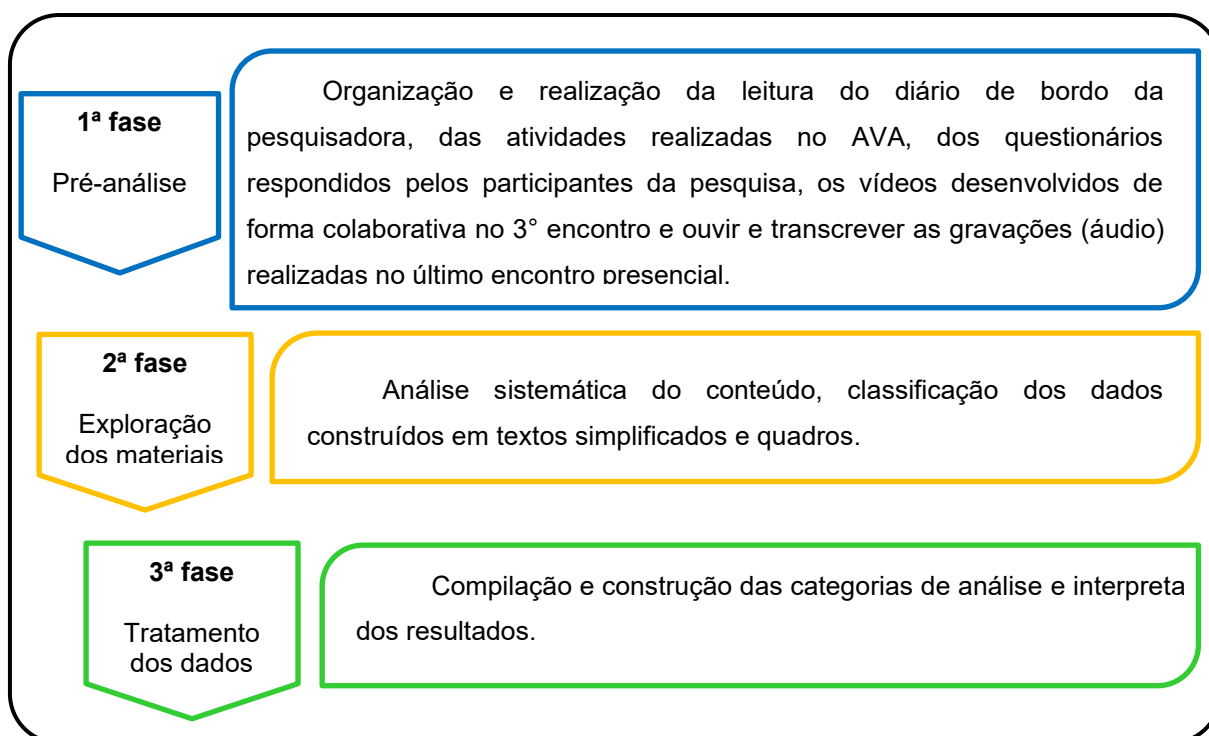 1ª fase
Pré-análise
Organização e realização da leitura do diário de bordo da
pesquisadora, das atividades realizadas no AVA, dos questionários
respondidos pelos participantes da pesquisa, os vídeos desenvolvidos de
forma colaborativa no 3° encontro e ouvir e transcrever as gravações (áudio)
realizadas no último encontro presencial.
2ª fase
Exploração
dos materiais
Análise sistemática do conteúdo, classificação dos dados
construídos em textos simplificados e quadros.
3ª fase
Tratamento
dos dados
Compilação e construção das categorias de análise e interpreta
dos resultados.